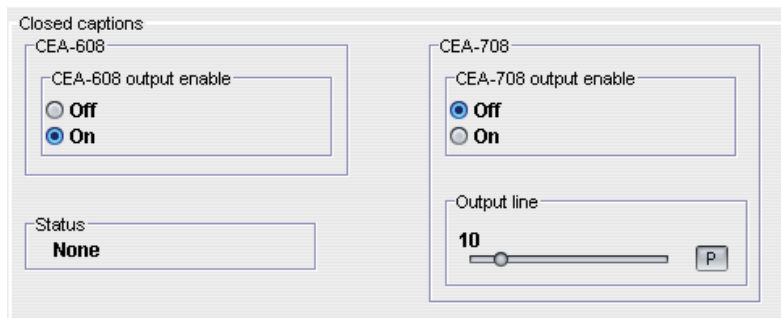 Closed captions
CEA-608
CEA-608 output enable
Off
On
Status
None
CEA-708
CEA-708 output enable
Off
On
Output line
10
P